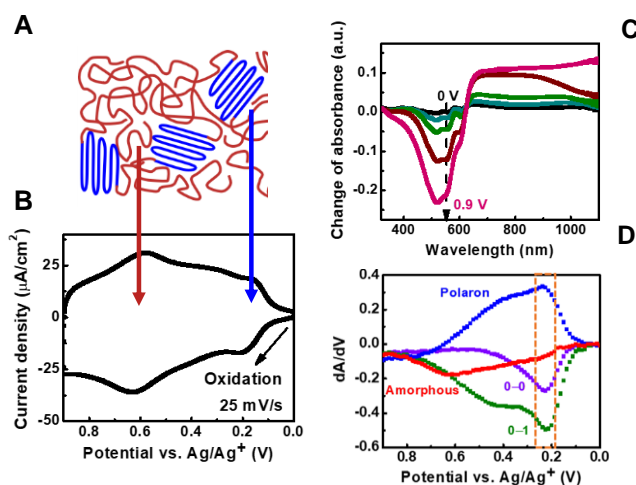 A
B
Current density (μA/cm²)
25
0
-25
-50
Oxidation
25 mV/s
0.8 0.6 0.4 0.2 0.0
Potential vs. Ag/Ag⁺ (V)
C
Change of absorbance (a.u.)
0.1
0.0
-0.1
-0.2
0 V
0.9 V
400 600 800 1000
Wavelength (nm)
D
dA/dV
0.4
0.2
0.0
-0.2
-0.4
-0.6
Polaron
Amorphous
0–0
0–1
0.8 0.6 0.4 0.2 0.0
Potential vs. Ag/Ag⁺ (V)